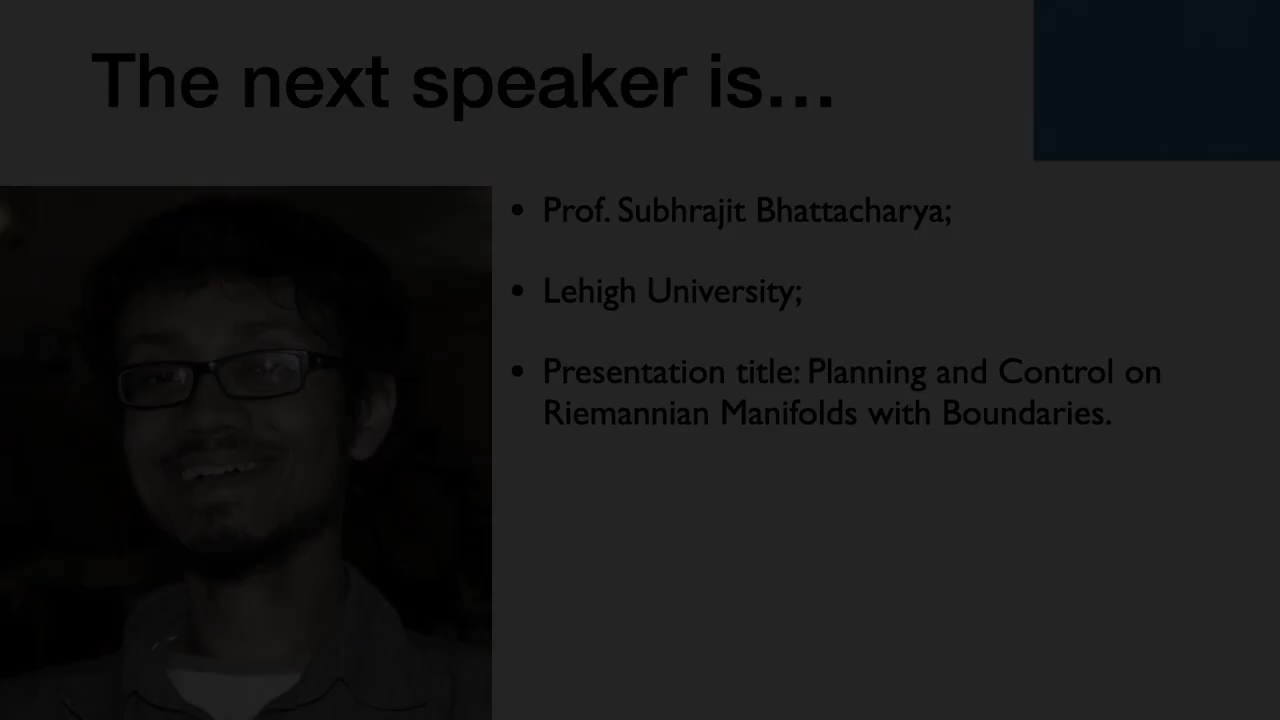 The next speaker is...
• Prof. Subhrajit Bhattacharya;
• Lehigh University;
• Presentation title: Planning and Control on
Riemannian Manifolds with Boundaries.